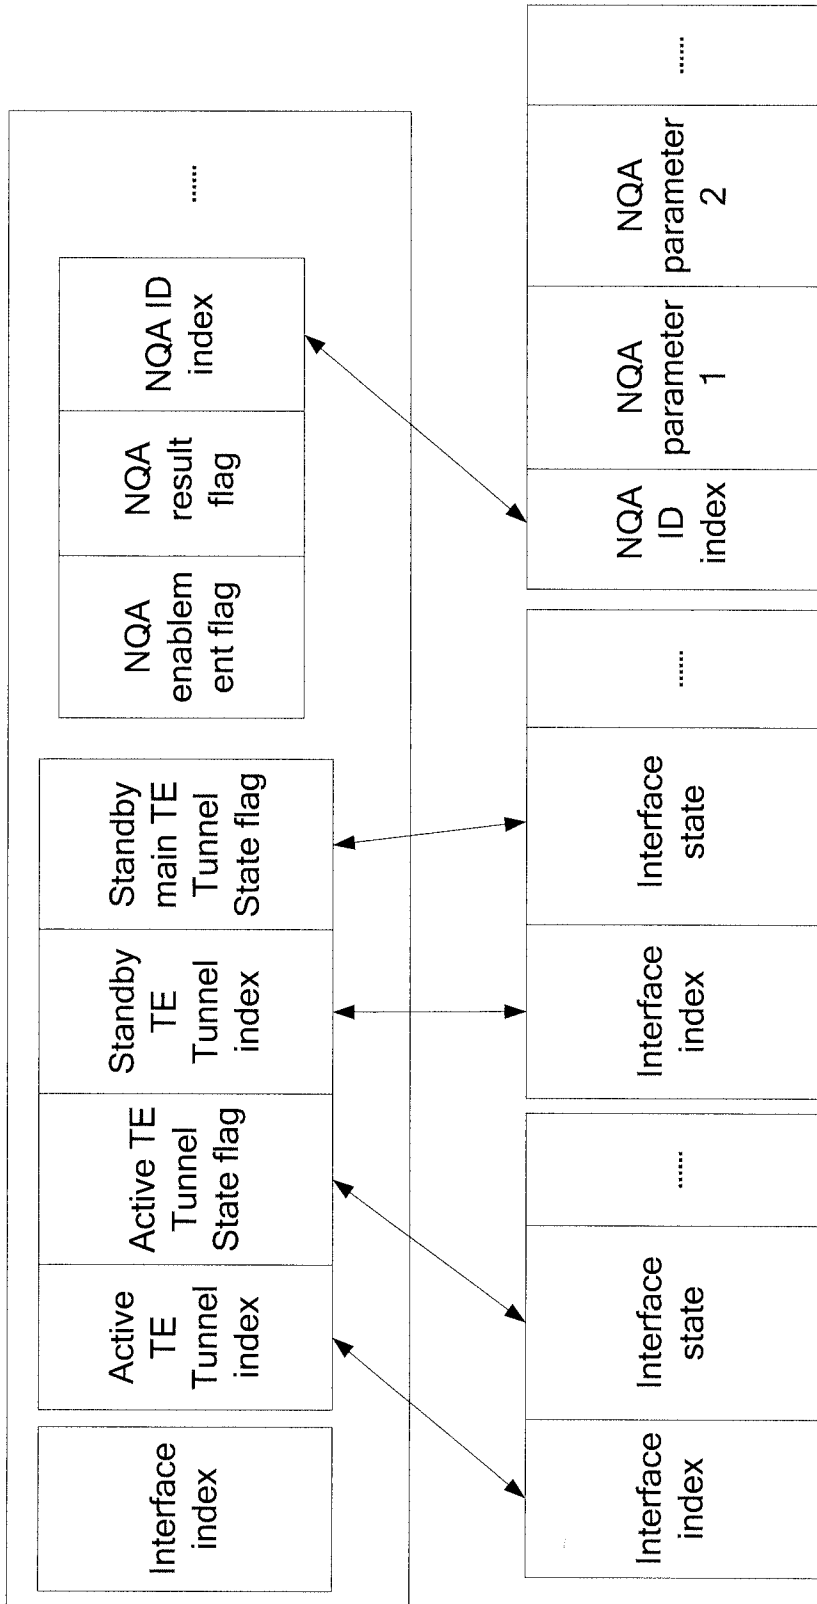 Interface
index
Active
TE
Tunnel
index
Active TE
Tunnel
State flag
Standby
TE
Tunnel
index
Standby
main TE
Tunnel
State flag
NQA
enablem
ent flag
NQA
result
flag
NQA ID
index
......
Interface
index
Interface
state
......
Interface
index
Interface
state
......
NQA
ID
index
NQA
parameter
1
NQA
parameter
2
......